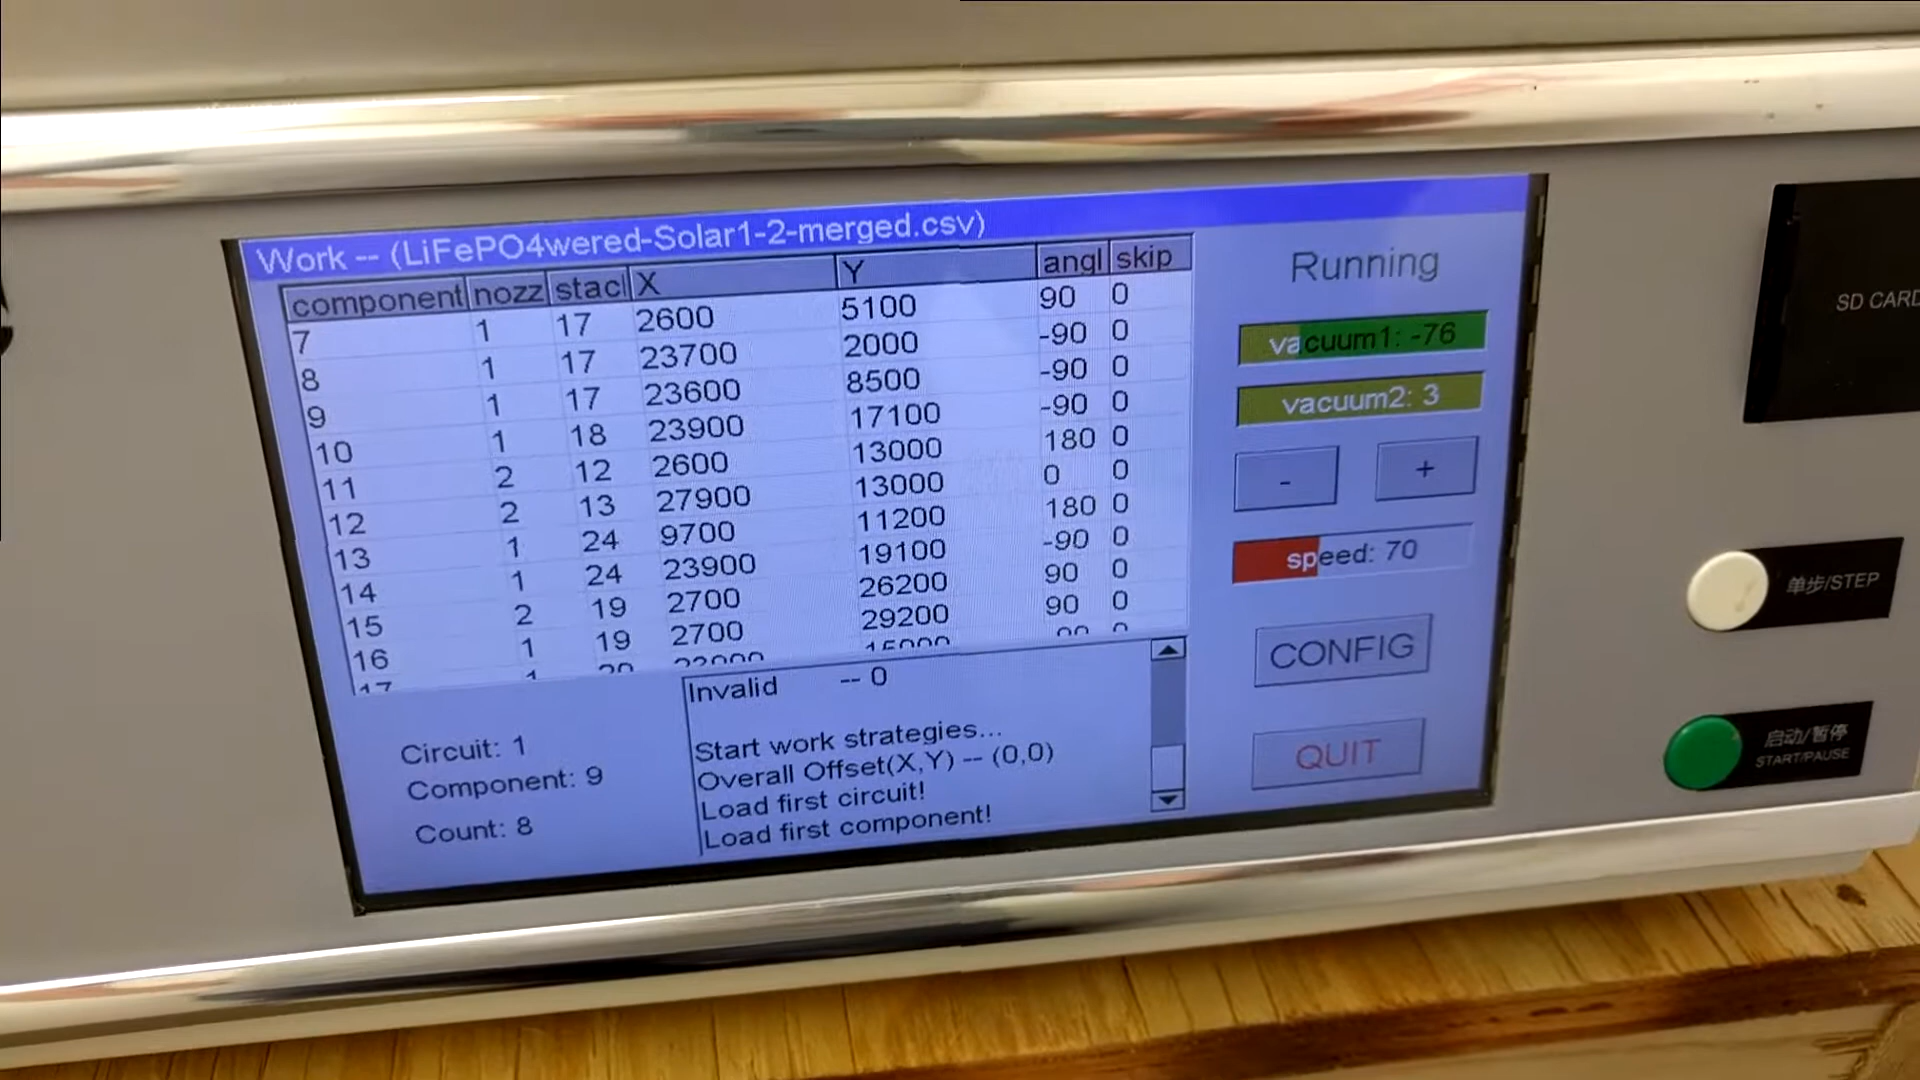 Work -- (LiFePO4wered-Solar1-2-merged.csv)
component nozz stac X Y angl skip
7 1 17 2600 5100 90 0
8 1 17 23700 2000 -90 0
9 1 17 23600 8500 -90 0
10 1 18 23900 17100 -90 0
11 2 12 2600 13000 180 0
12 2 13 27900 13000 0 0
13 1 24 9700 11200 180 0
14 1 24 23900 19100 -90 0
15 2 19 2700 26200 90 0
16 1 19 2700 29200 90 0
17 1
Invalid -- 0
Start work strategies...
Overall Offset(X,Y) -- (0,0)
Load first circuit!
Load first component!
Circuit: 1
Component: 9
Count: 8
Running
vacuum1: -76
vacuum2: 3
- +
speed: 70
CONFIG
QUIT
SD CARD
单步/STEP
启动/暂停
START/PAUSE